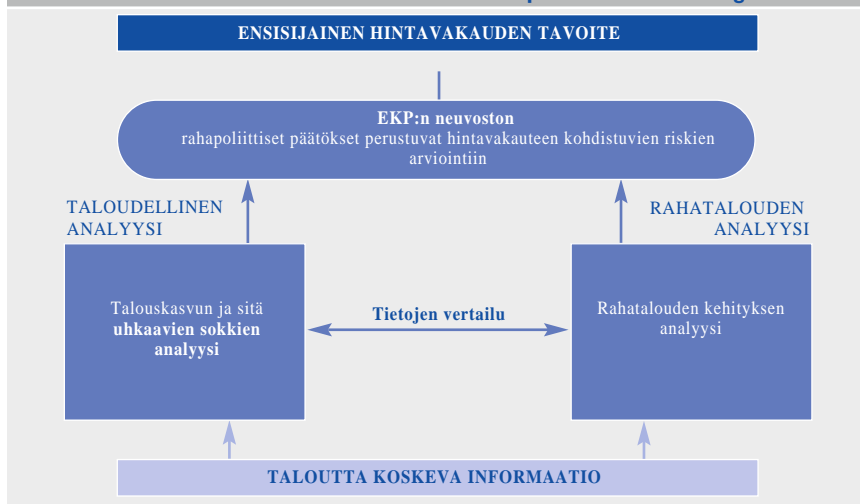 ENSISIJAINEN HINTAVAKAUDEN TAVOITE
EKP:n neuvoston
rahapoliittiset päätökset perustuvat hintavakauteen kohdistuvien riskien
arviointiin
TALOUDELLINEN
ANALYYSI
RAHATALOUDEN
ANALYYSI
Talouskasvun ja sitä
uhkaavien sokkien
analyysi
Tietojen vertailu
Rahatalouden kehityksen
analyysi
TALOUTTA KOSKEVA INFORMAATIO